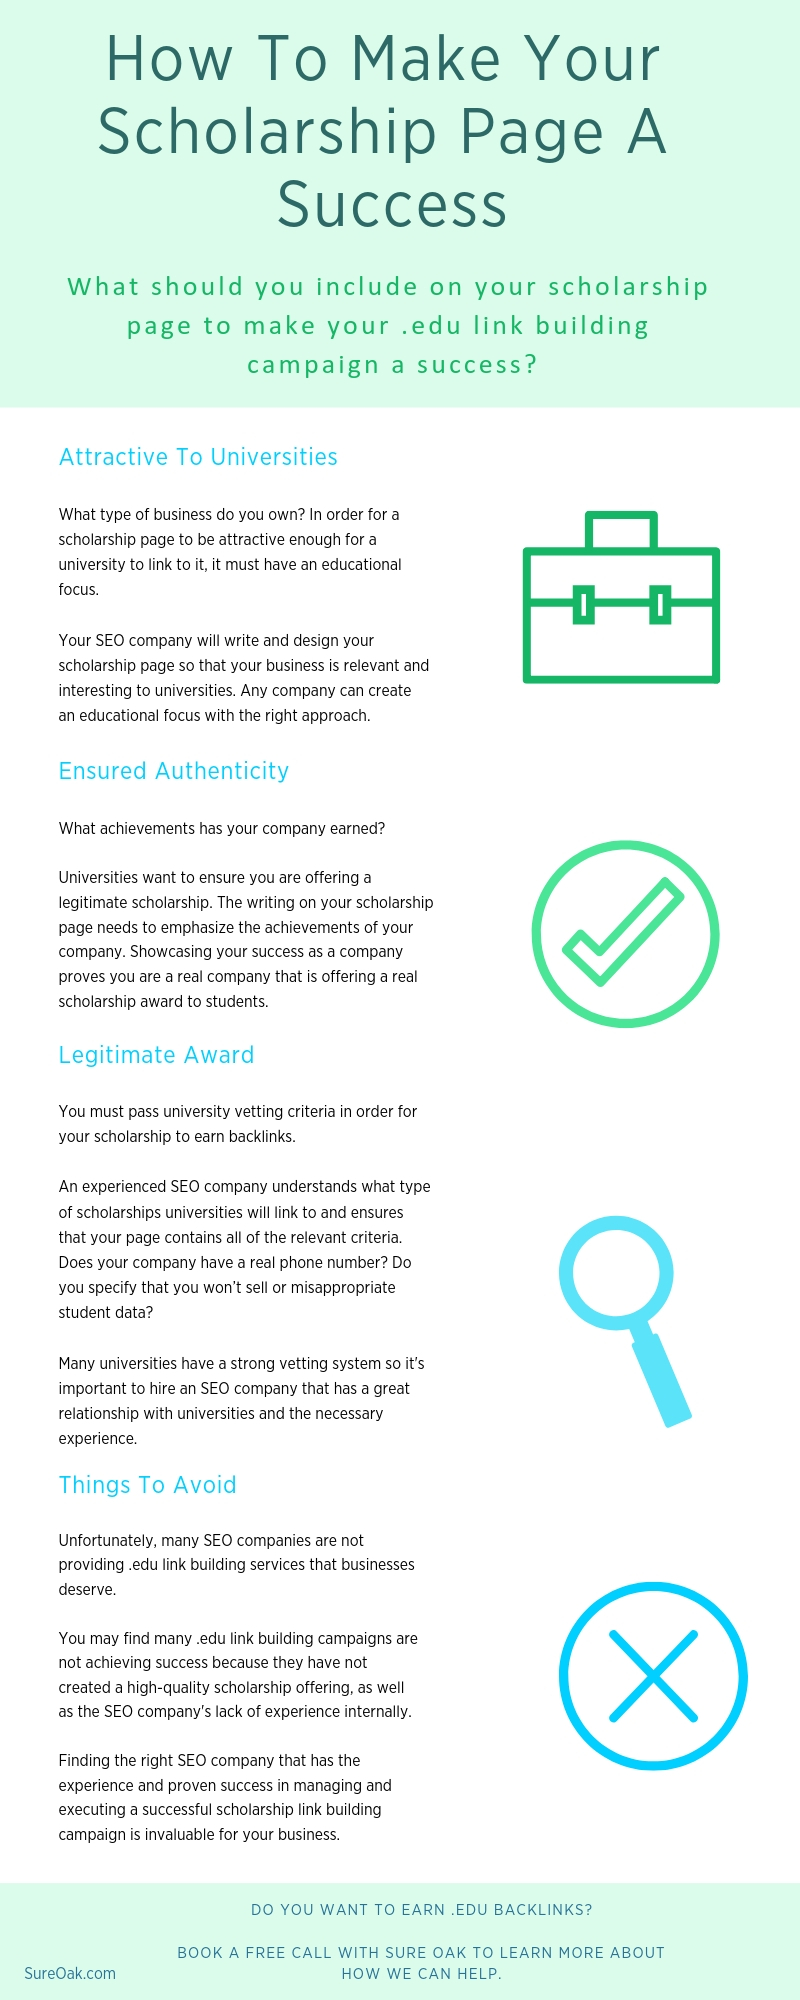 How To Make Your
Scholarship Page A
Success
What should you include on your scholarship
page to make your .edu link building
campaign a success?
Attractive To Universities
What type of business do you own? In order for a
scholarship page to be attractive enough for a
university to link to it, it must have an educational
focus.
Your SEO company will write and design your
scholarship page so that your business is relevant and
interesting to universities. Any company can create
an educational focus with the right approach.
Ensured Authenticity
What achievements has your company earned?
Universities want to ensure you are offering a
legitimate scholarship. The writing on your scholarship
page needs to emphasize the achievements of your
company. Showcasing your success as a company
proves you are a real company that is offering a real
scholarship award to students.
Legitimate Award
You must pass university vetting criteria in order for
your scholarship to earn backlinks.
An experienced SEO company understands what type
of scholarships universities will link to and ensures
that your page contains all of the relevant criteria.
Does your company have a real phone number? Do
you specify that you won't sell or misappropriate
student data?
Many universities have a strong vetting system so it's
important to hire an SEO company that has a great
relationship with universities and the necessary
experience.
Things To Avoid
Unfortunately, many SEO companies are not
providing .edu link building services that businesses
deserve.
You may find many .edu link building campaigns are
not achieving success because they have not
created a high-quality scholarship offering, as well
as the SEO company's lack of experience internally.
Finding the right SEO company that has the
experience and proven success in managing and
executing a successful scholarship link building
campaign is invaluable for your business.
DO YOU WANT TO EARN .EDU BACKLINKS?
BOOK A FREE CALL WITH SURE OAK TO LEARN MORE ABOUT
HOW WE CAN HELP.
SureOak.com